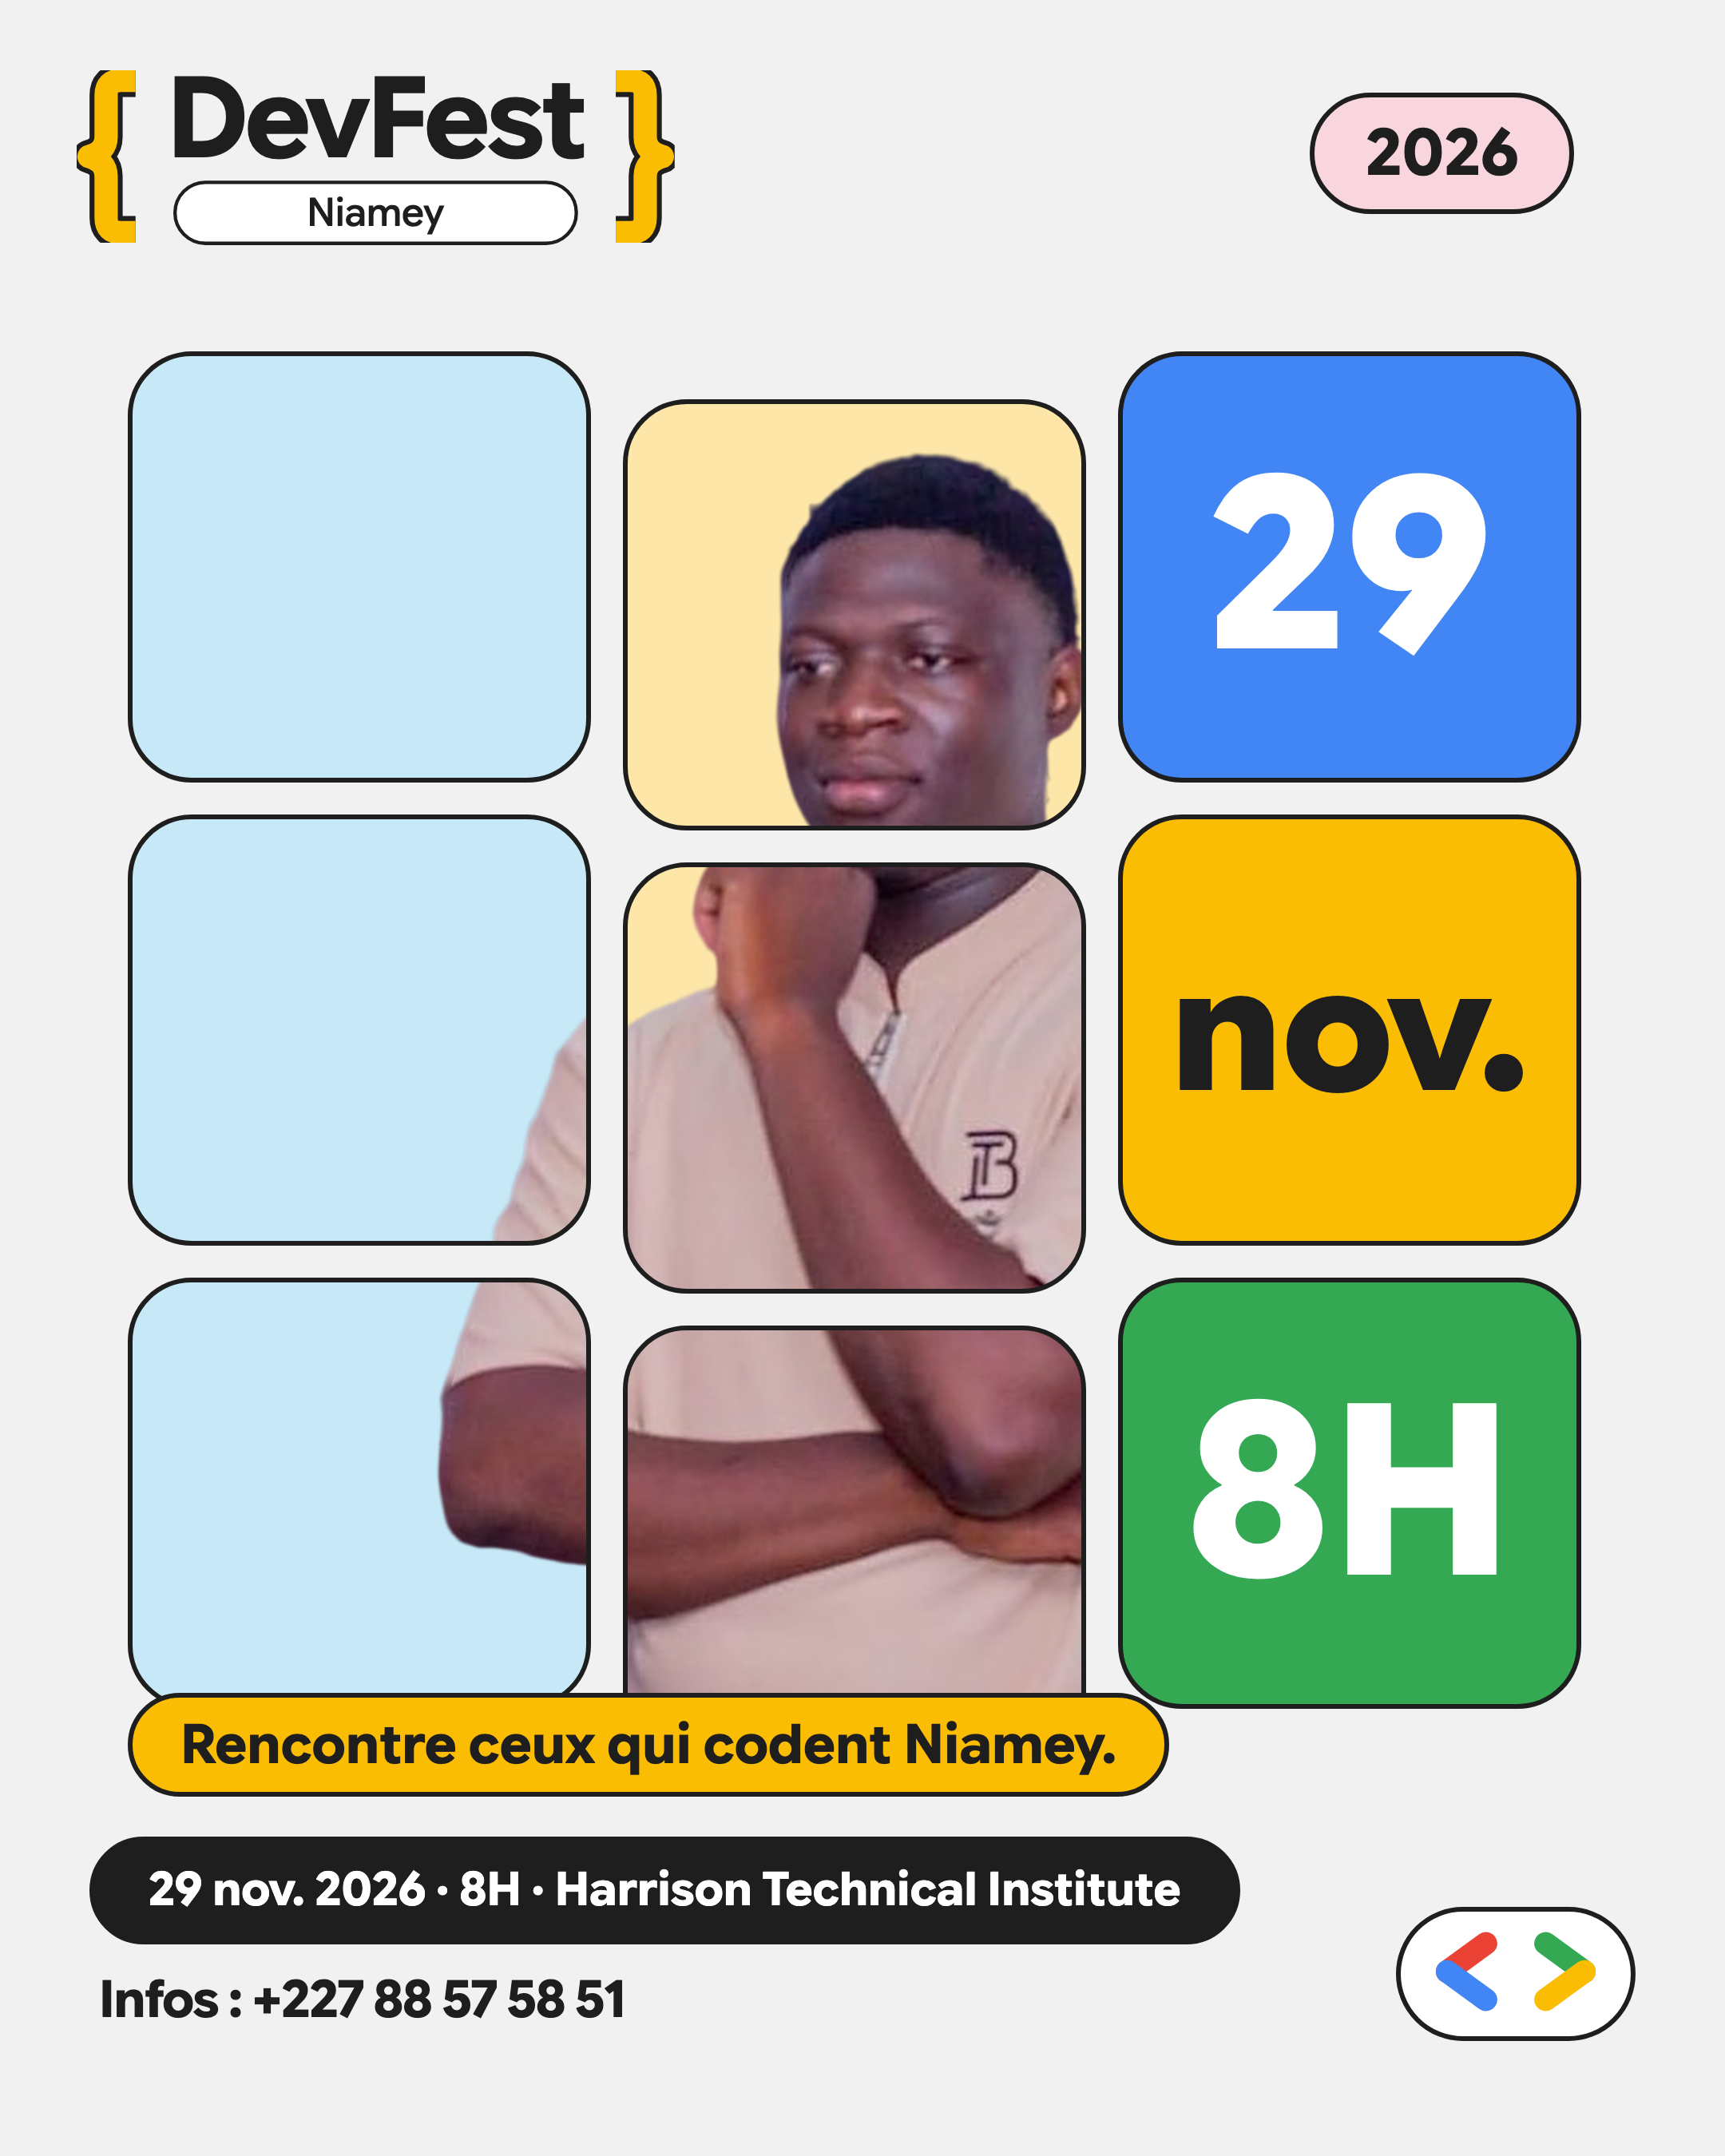 DevFest
Niamey
2026
29
nov.
8H
Rencontre ceux qui codent Niamey.
29 nov. 2026 · 8H · Harrison Technical Institute
Infos : +227 88 57 58 51